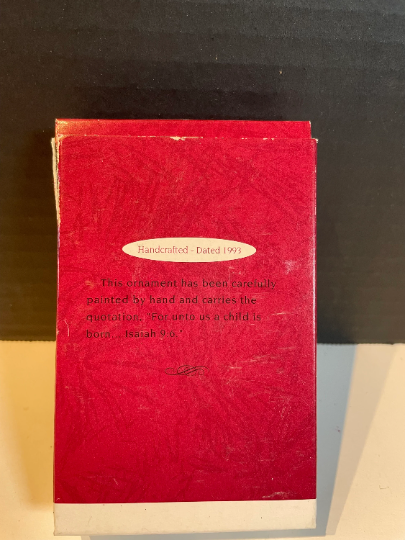 Handcrafted - Dated 1993
This ornament has been carefully
painted by hand and carries the
quotation, "For unto us a child is
born,...Isaiah 9:6."